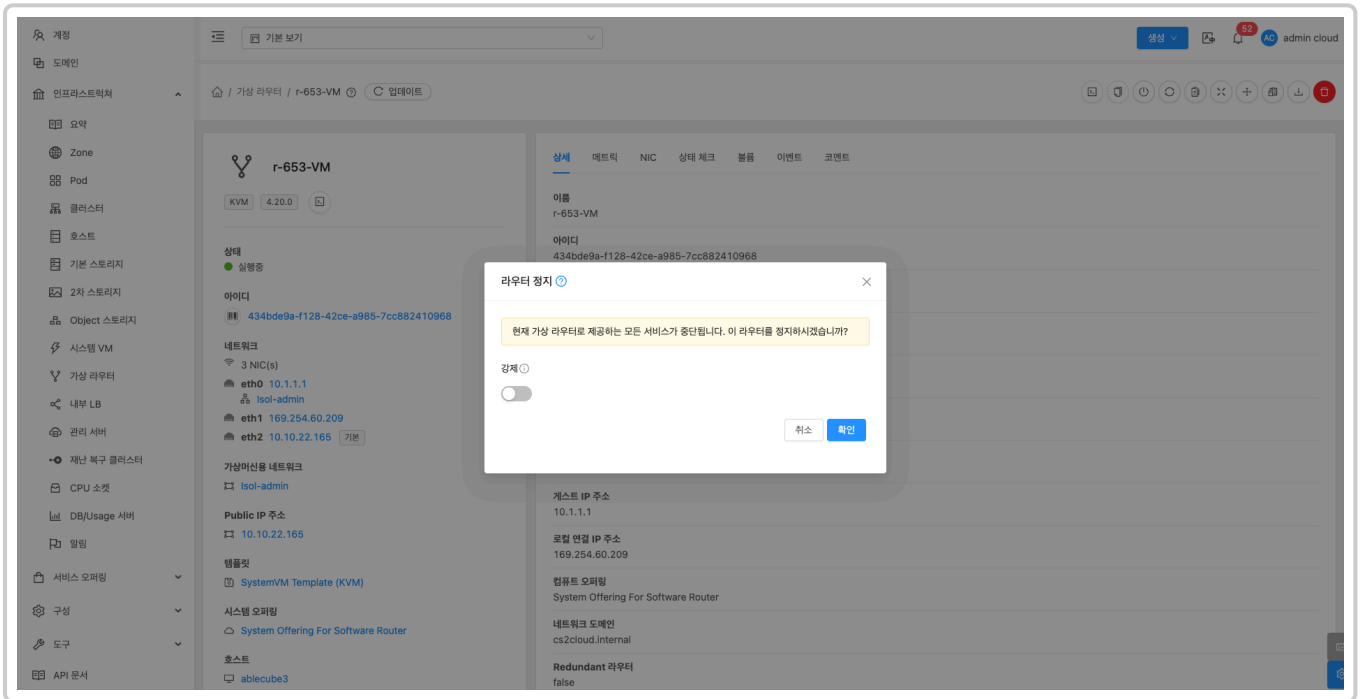 계정
도메인
인프라스트럭쳐
요약
Zone
Pod
클러스터
호스트
기본 스토리지
2차 스토리지
Object 스토리지
시스템 VM
가상 라우터
내부 LB
관리 서버
재난 복구 클러스터
CPU 소켓
DB/Usage 서버
알림
서비스 오퍼링
구성
도구
API 문서
기본 보기
생성
52
AC admin cloud
/ 가상 라우터 / r-653-VM 업데이트
r-653-VM
KVM 4.20.0
상태
실행중
아이디
434bde9a-f128-42ce-a985-7cc882410968
네트워크
3 NIC(s)
eth0 10.1.1.1
Isol-admin
eth1 169.254.60.209
eth2 10.10.22.165 기본
가상머신용 네트워크
Isol-admin
Public IP 주소
10.10.22.165
템플릿
SystemVM Template (KVM)
시스템 오퍼링
System Offering For Software Router
호스트
ablecube3
상세 메트릭 NIC 상태 체크 볼륨 이벤트 코멘트
이름
r-653-VM
아이디
434bde9a-f128-42ce-a985-7cc882410968
라우터 정지
현재 가상 라우터로 제공하는 모든 서비스가 중단됩니다. 이 라우터를 정지하시겠습니까?
강제
취소 확인
게스트 IP 주소
10.1.1.1
로컬 연결 IP 주소
169.254.60.209
컴퓨트 오퍼링
System Offering For Software Router
네트워크 도메인
cs2cloud.internal
Redundant 라우터
false